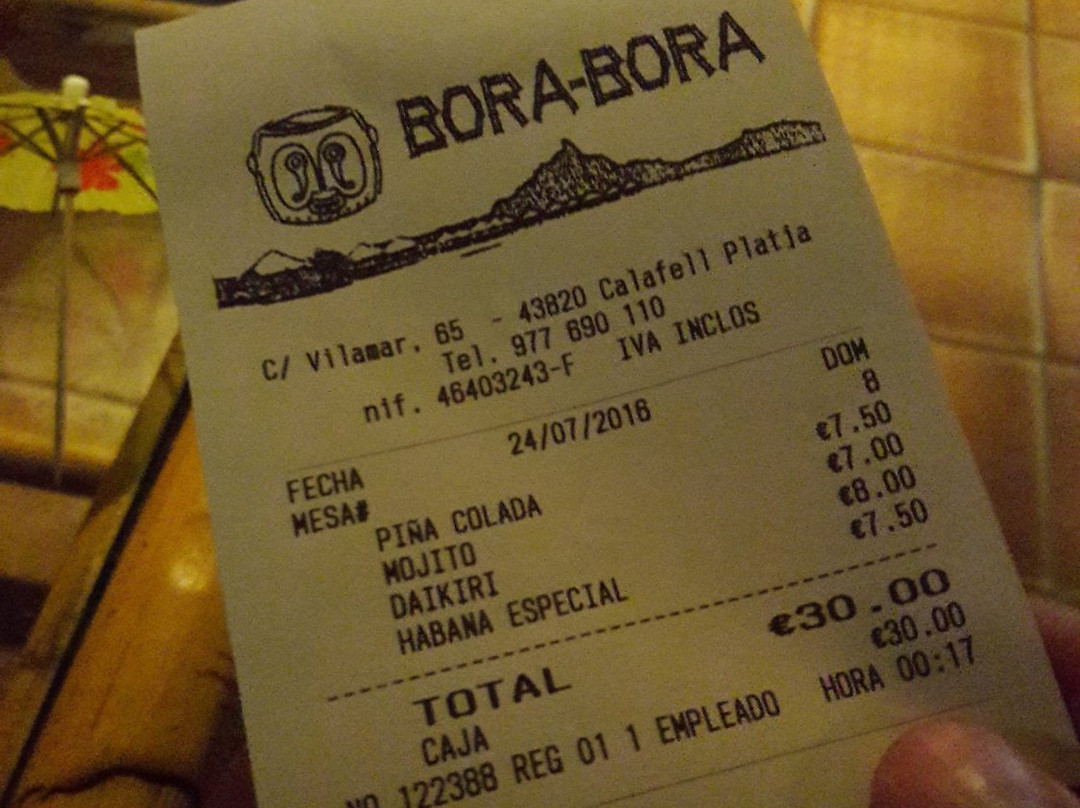 BORA-BORA
C/ Vilamar, 65 - 43820 Calafell Platja
Tel. 977 690 110
nif. 46403243-F IVA INCLOS
FECHA 24/07/2016 DOM
MESA# 8
PIÑA COLADA €7.50
MOJITO €7.00
DAIKIRI €8.00
HABANA ESPECIAL €7.50
TOTAL €30.00
CAJA €30.00
NO 122388 REG 01 1 EMPLEADO HORA 00:17